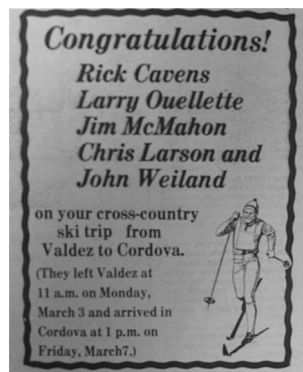 Congratulations!
Rick Cavens
Larry Ouellette
Jim McMahon
Chris Larson and
John Weiland
on your cross-country
ski trip from
Valdez to Cordova.
(They left Valdez at
11 a.m. on Monday,
March 3 and arrived in
Cordova at 1 p.m. on
Friday, March7.)